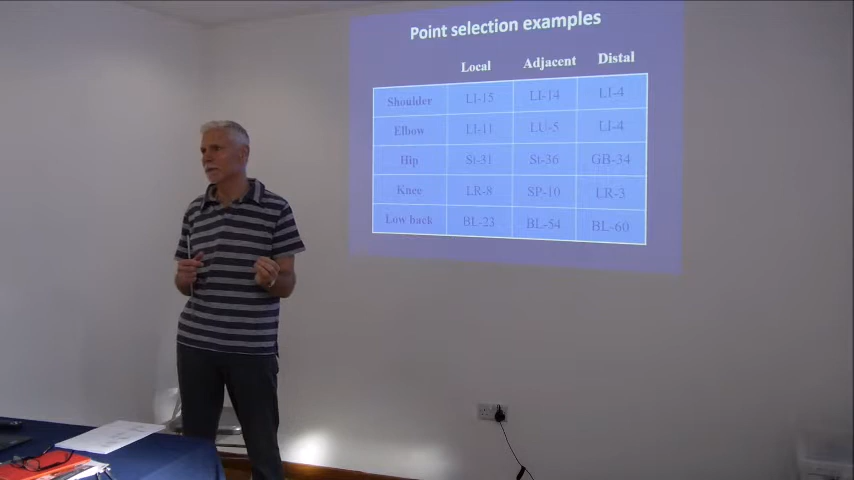 Point selection examples
Local Adjacent Distal
Shoulder LI-15 LI-14 LI-4
Elbow LI-11 LU-5 LI-4
Hip St-31 St-36 GB-34
Knee LR-8 SP-10 LR-3
Low back BL-23 BL-54 BL-60